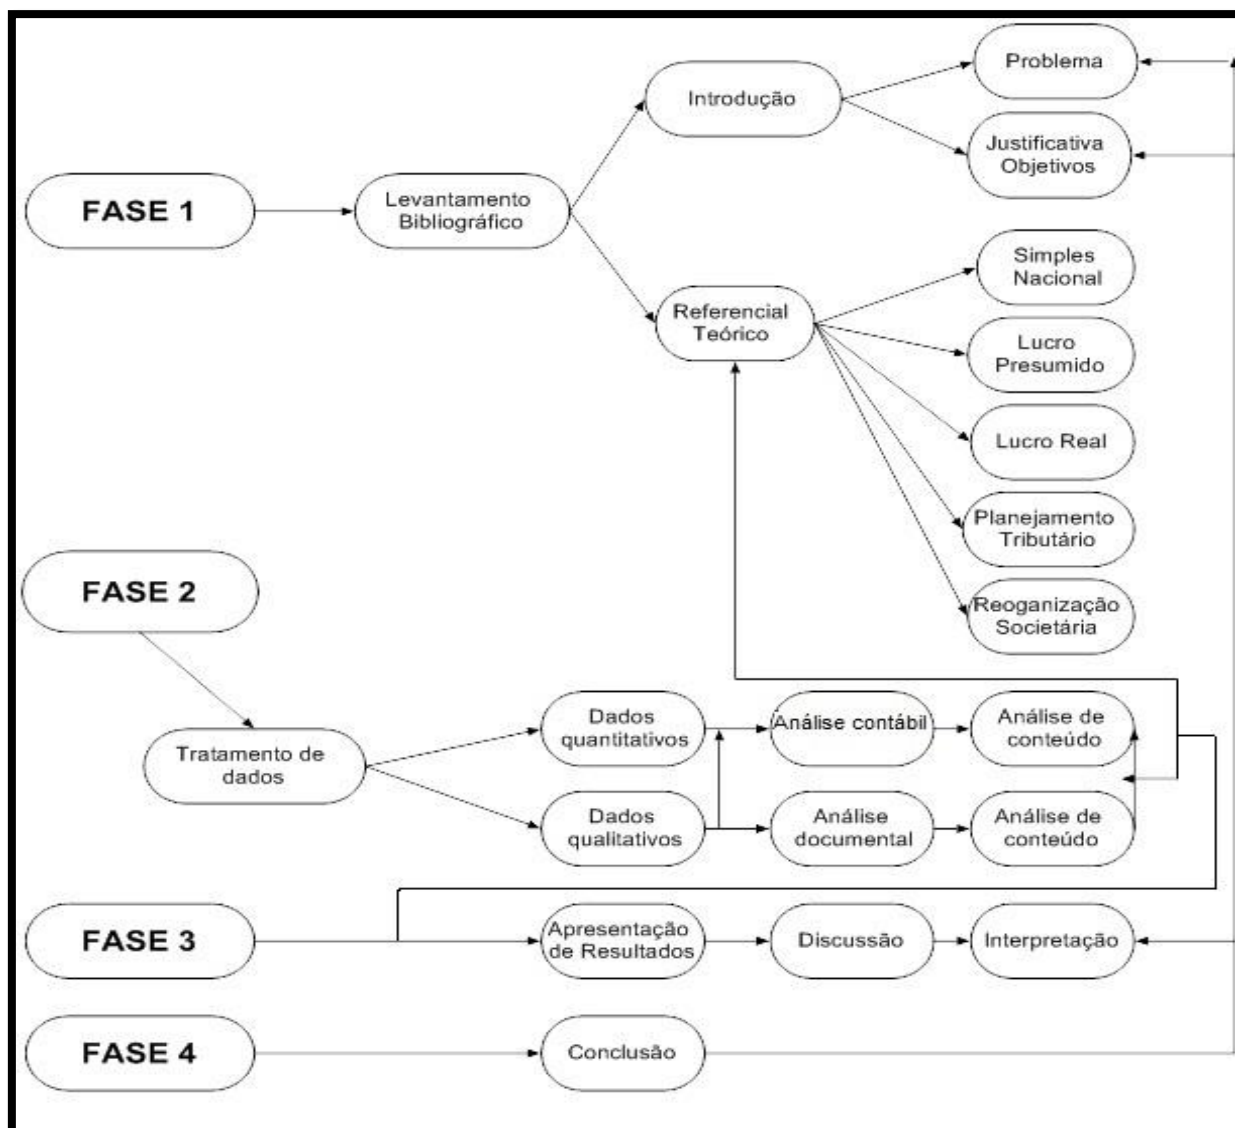 Problema
Introdução
Justificativa
Objetivos
FASE 1
Levantamento
Bibliográfico
Simples
Nacional
Referencial
Teórico
Lucro
Presumido
Lucro Real
Planejamento
Tributário
FASE 2
Reoganização
Societária
Dados
quantitativos
Análise contábil
Análise de
conteúdo
Tratamento de
dados
Dados
qualitativos
Análise
documental
Análise de
conteúdo
FASE 3
Apresentação
de Resultados
Discussão
Interpretação
FASE 4
Conclusão